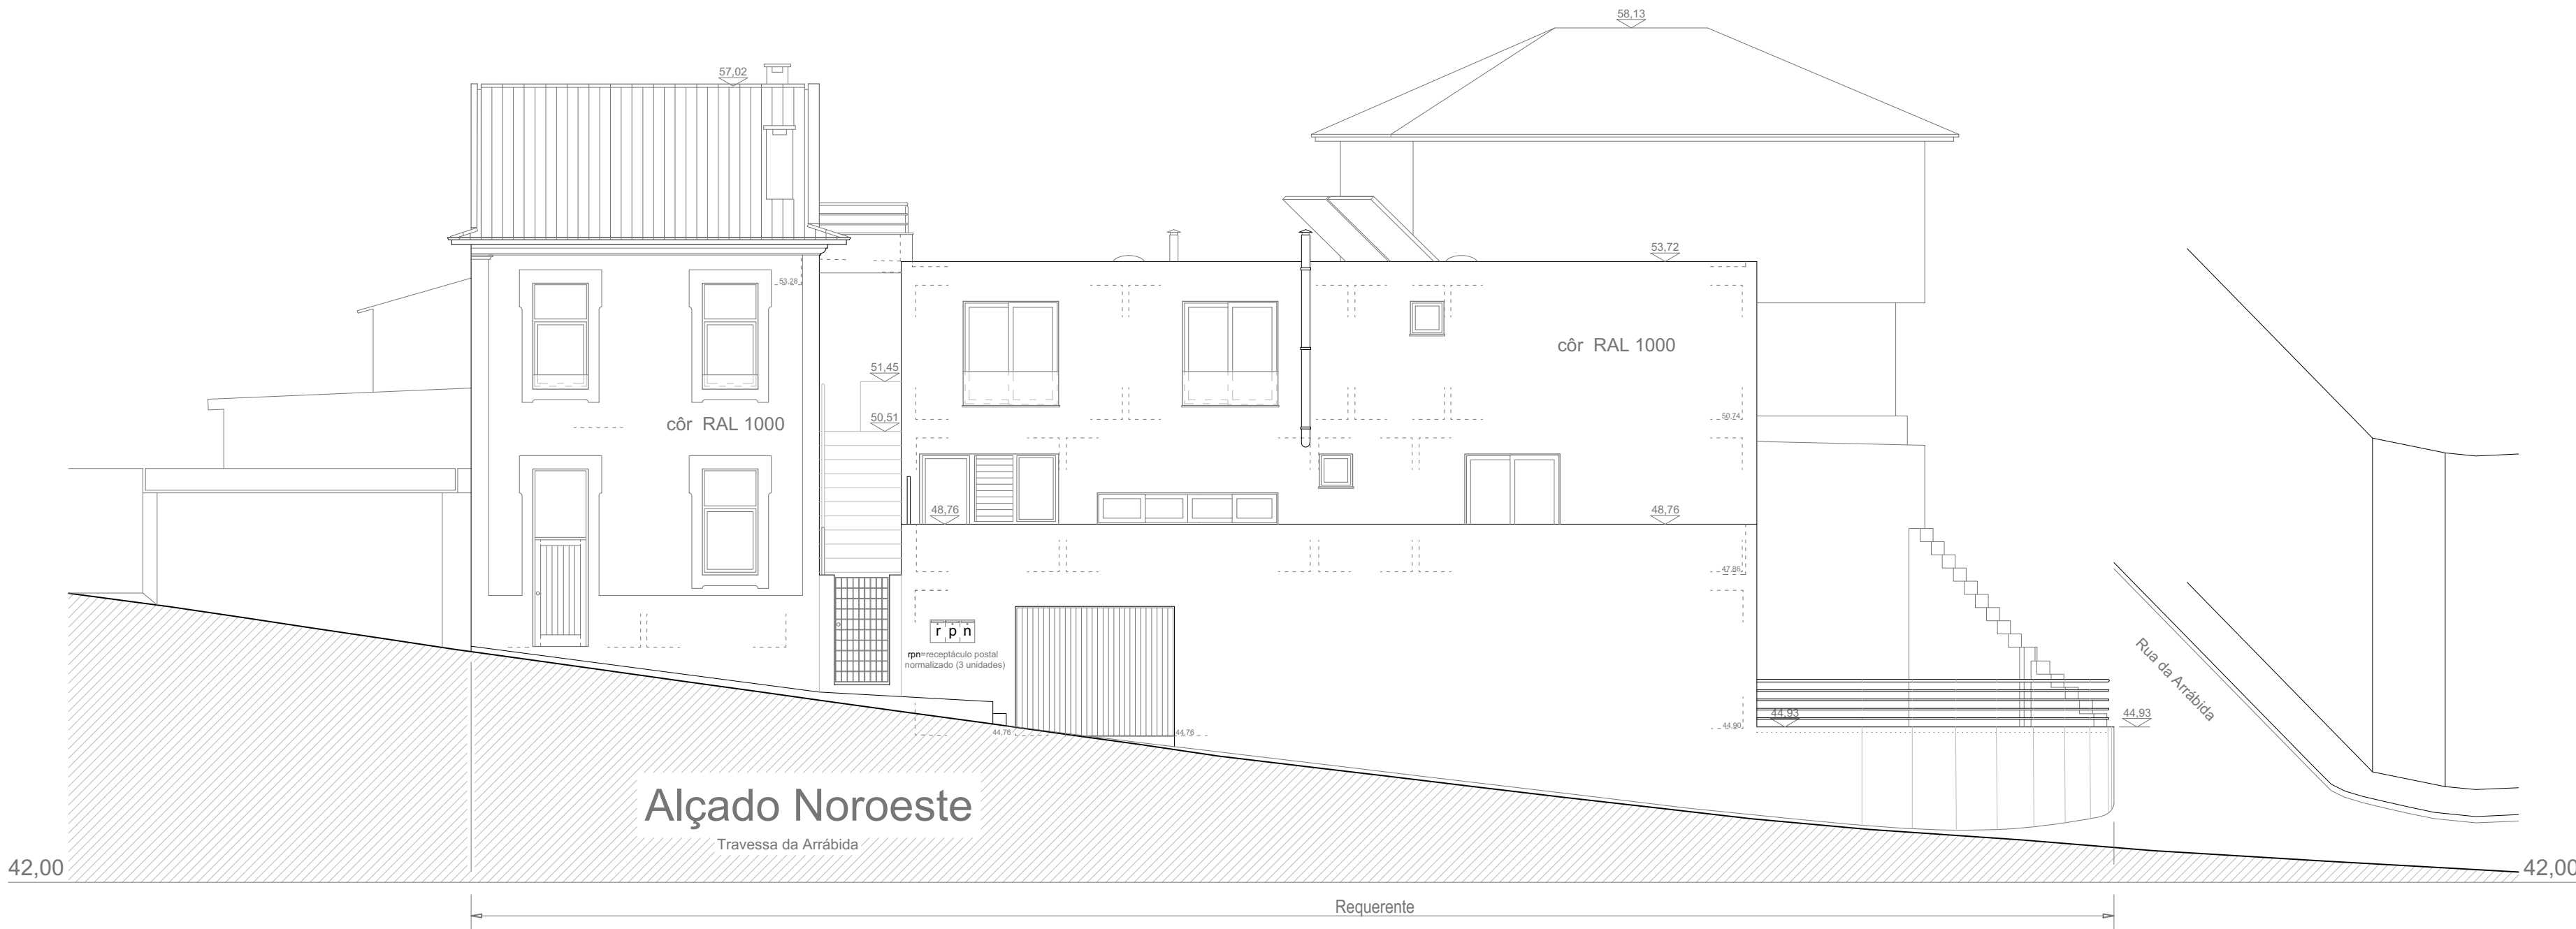 58,13
57,02
53,72
53,28
côr RAL 1000
51,45
50,51
50,74
côr RAL 1000
48,76
48,76
47,86
r p n
rpn=receptáculo postal
normalizado (3 unidades)
Rua da Arrábida
44,93
44,93
44,90
44,76
44,76
Alçado Noroeste
Travessa da Arrábida
42,00
42,00
Requerente